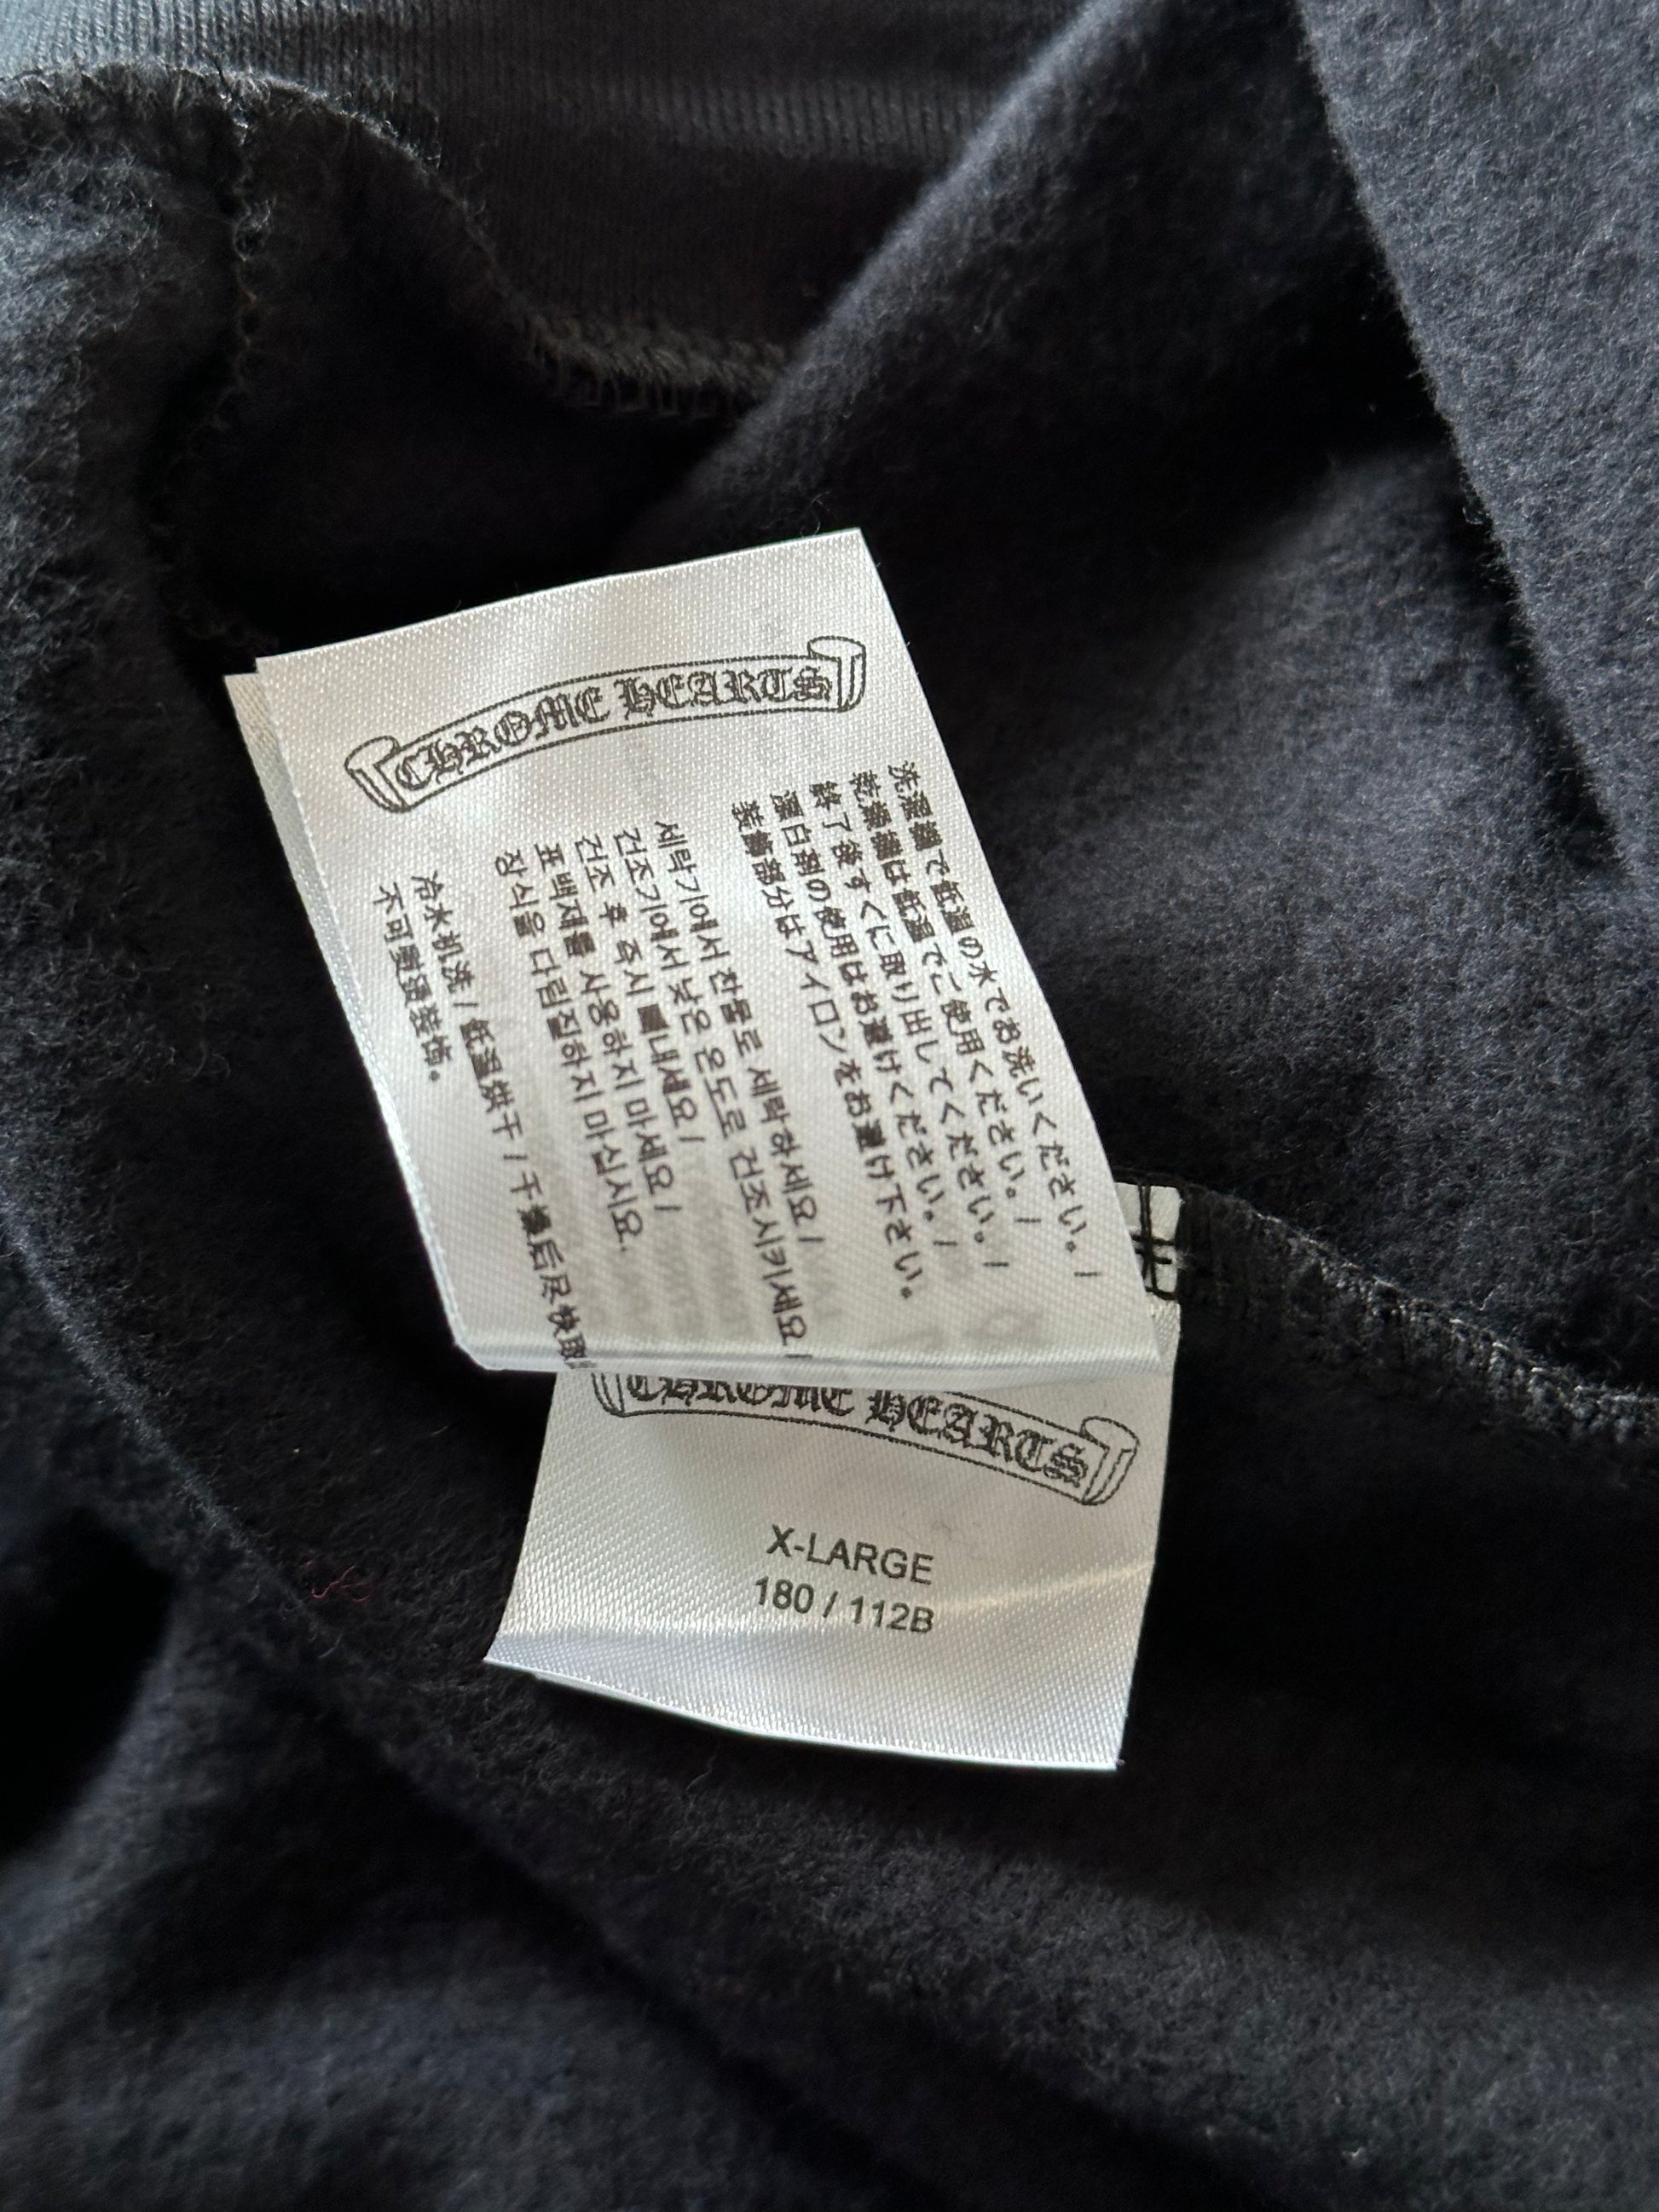 CHROME HEARTS
洗濯機で低温の水でお洗いください。/
乾燥機は低温でご使用ください。/
終了後すぐに取り出してください。/
漂白剤の使用はお避けください。/
装飾部分はアイロンをお避け下さい。
세탁기에서 찬물로 세탁하세요 /
건조기에서 낮은 온도로 건조시키세요 /
건조 후 즉시 꺼내세요 /
표백제를 사용하지 마세요 /
장식을 다림질하지 마십시요.
冷水机洗 / 低温烘干 / 干燥后尽快取
不可熨烫装饰。
CHROME HEARTS
X-LARGE
180 / 112B